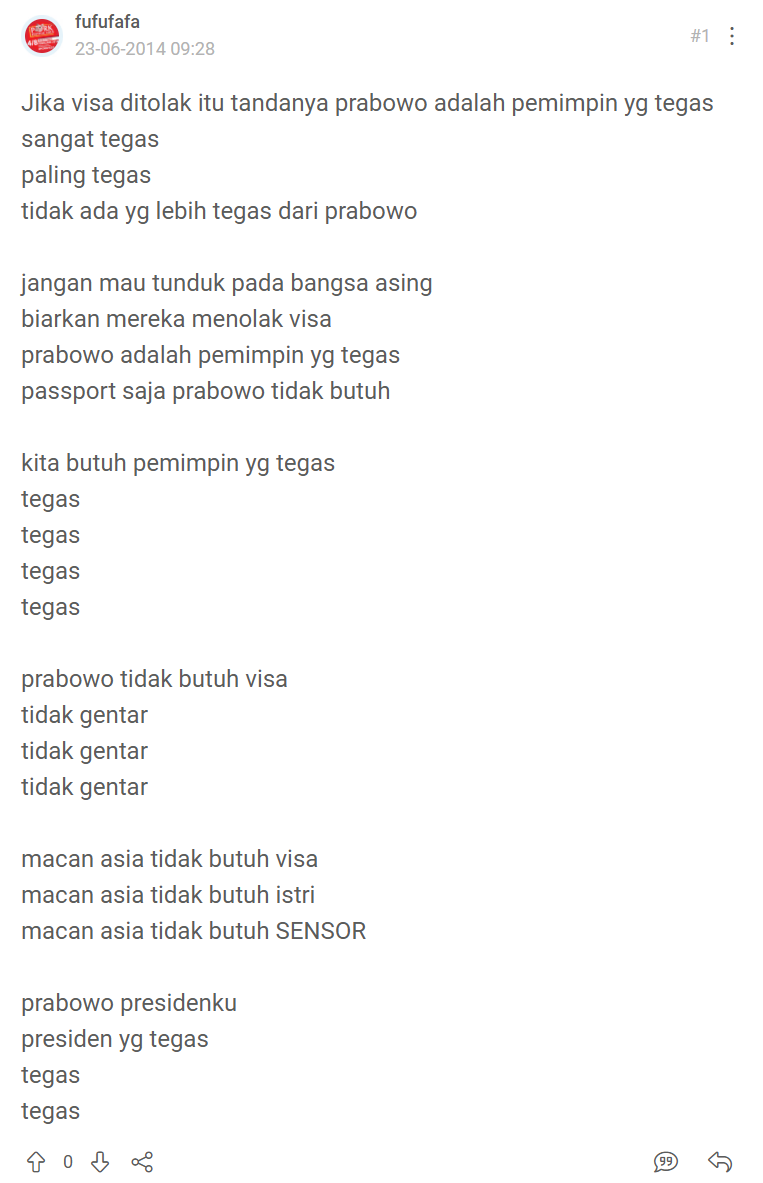 fufufafa
23-06-2014 09:28
#1
Jika visa ditolak itu tandanya prabowo adalah pemimpin yg tegas
sangat tegas
paling tegas
tidak ada yg lebih tegas dari prabowo
jangan mau tunduk pada bangsa asing
biarkan mereka menolak visa
prabowo adalah pemimpin yg tegas
passport saja prabowo tidak butuh
kita butuh pemimpin yg tegas
tegas
tegas
tegas
tegas
prabowo tidak butuh visa
tidak gentar
tidak gentar
tidak gentar
macan asia tidak butuh visa
macan asia tidak butuh istri
macan asia tidak butuh SENSOR
prabowo presidenku
presiden yg tegas
tegas
tegas
0